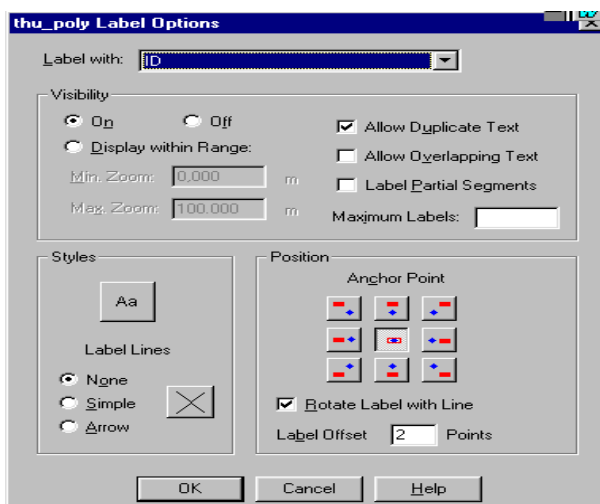 thu_poly Label Options
Label with: ID
Visibility
On Off
Display within Range:
Min. Zoom: 0,000 m
Max. Zoom: 100.000 m
Allow Duplicate Text
Allow Overlapping Text
Label Partial Segments
Maximum Labels:
Styles
Aa
Label Lines
None
Simple
Arrow
Position
Anchor Point
Rotate Label with Line
Label Offset 2 Points
OK Cancel Help